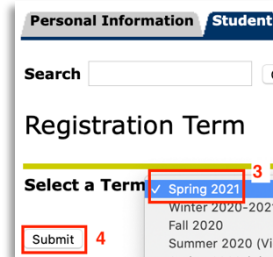 Personal Information Student
Search
Registration Term
3
Select a Term ✓ Spring 2021
Winter 2020-202
Fall 2020
Submit 4
Summer 2020 (Vi